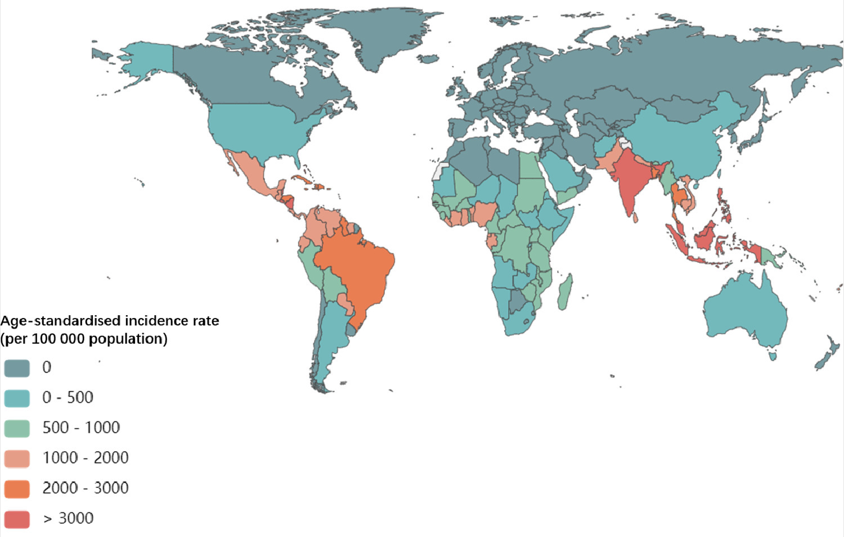 Age-standardised incidence rate
(per 100 000 population)
0
0 - 500
500 - 1000
1000 - 2000
2000 - 3000
> 3000